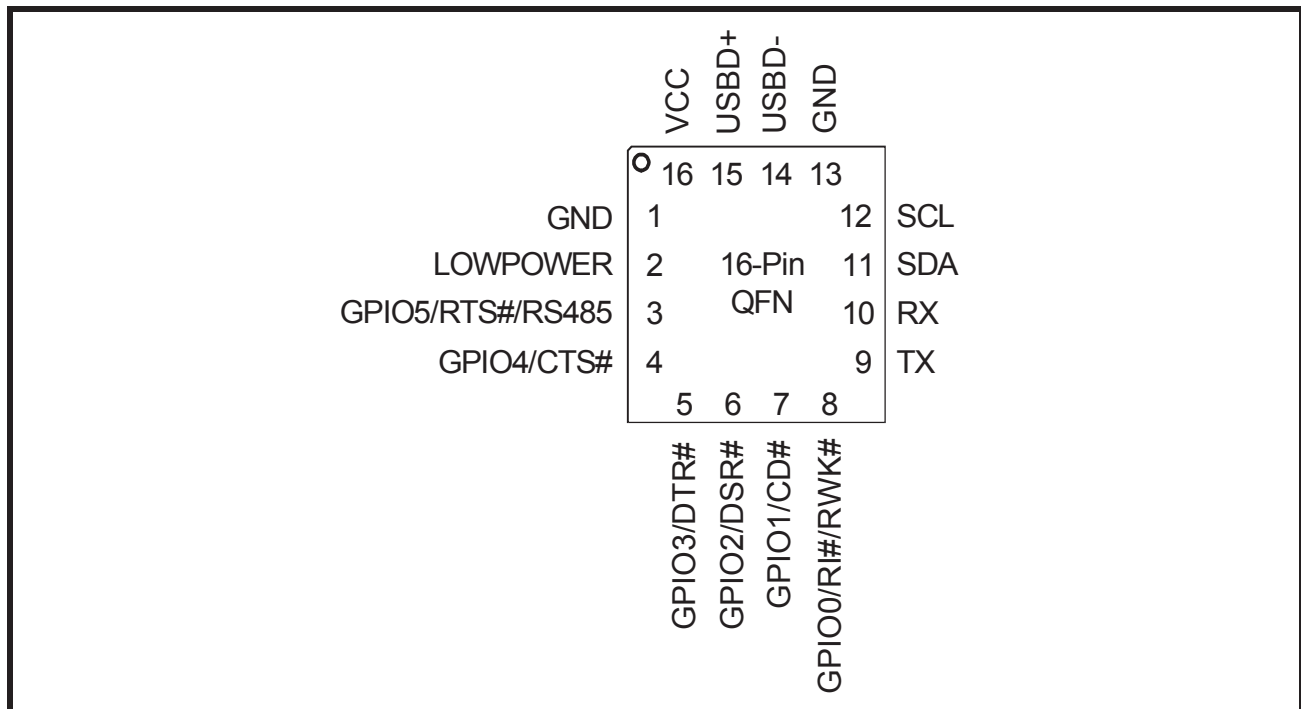 VCC
USBD+
USBD-
GND
16 15 14 13
GND 1 12 SCL
LOWPOWER 2 16-Pin 11 SDA
GPIO5/RTS#/RS485 3 QFN 10 RX
GPIO4/CTS# 4 9 TX
5 6 7 8
GPIO3/DTR#
GPIO2/DSR#
GPIO1/CD#
GPIO0/RI#/RWK#